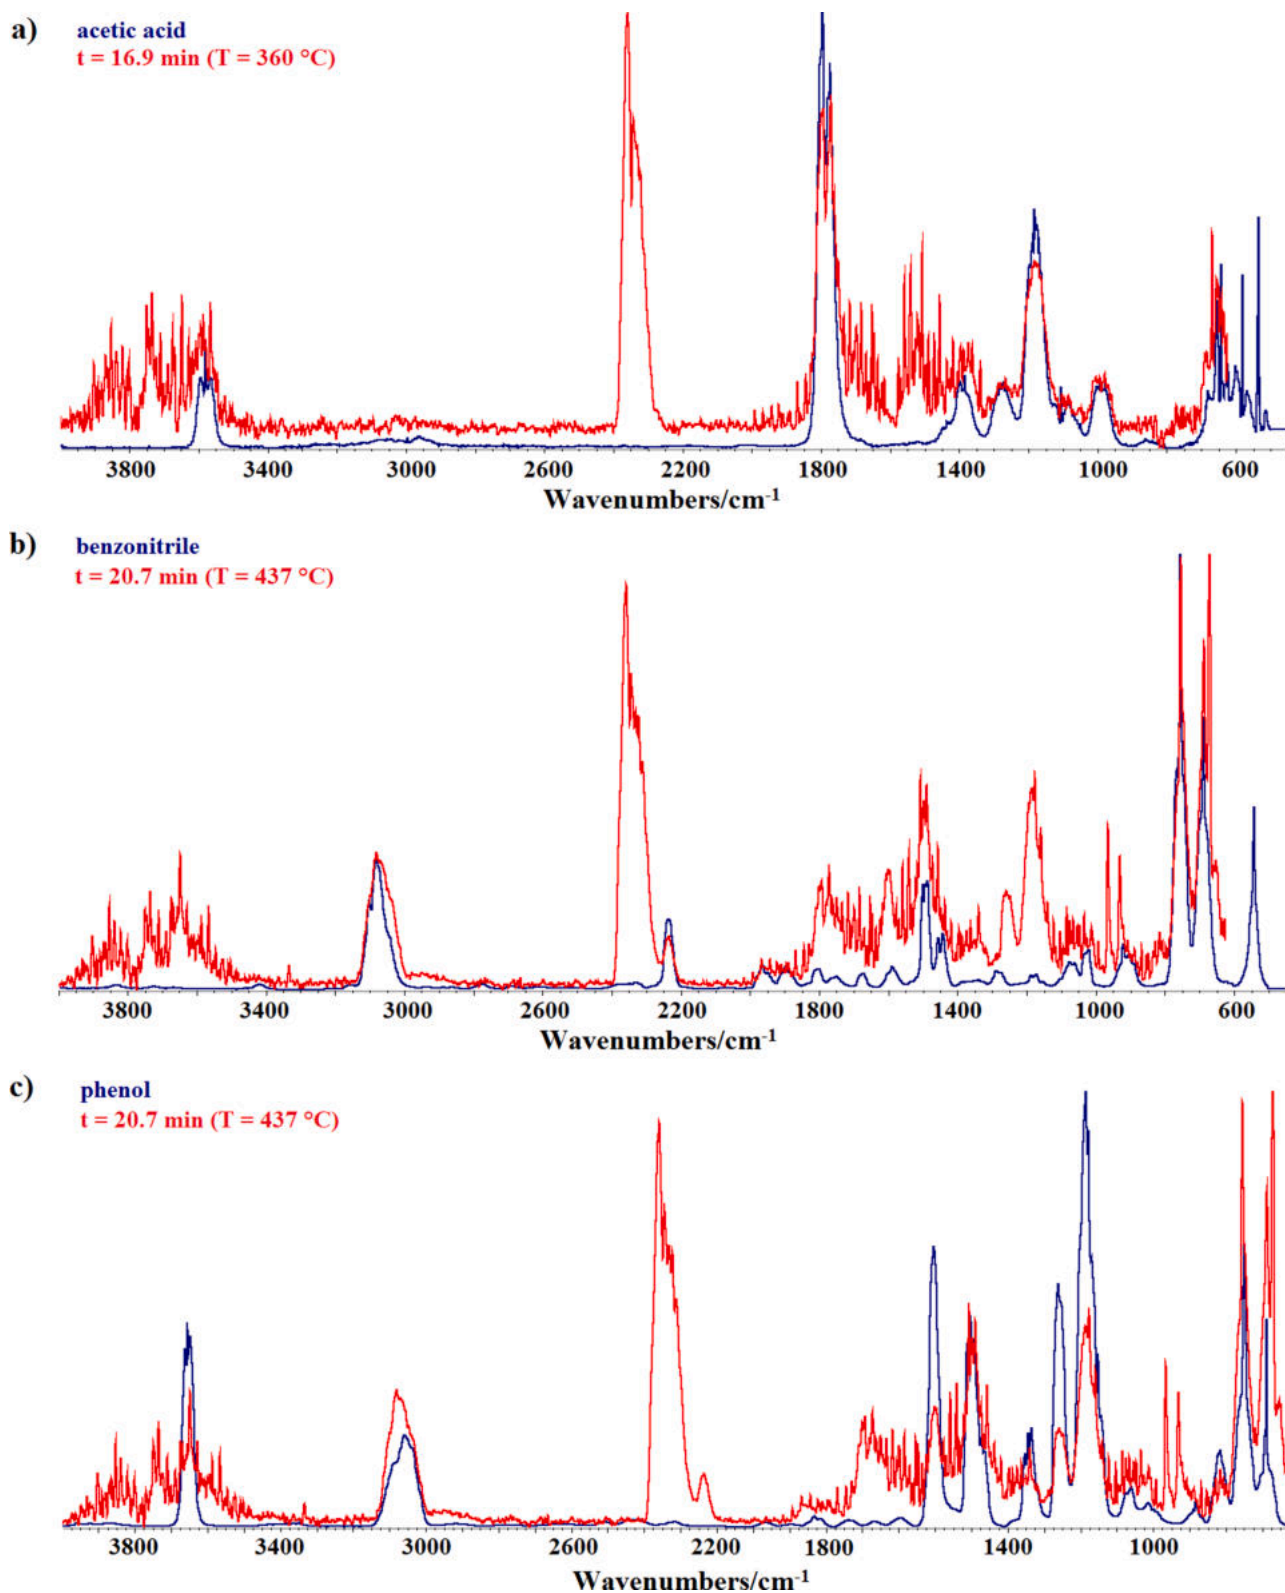 a)
acetic acid
t = 16.9 min (T = 360 °C)
3800 3400 3000 2600 2200 1800 1400 1000 600
Wavenumbers/cm-1
b)
benzonitrile
t = 20.7 min (T = 437 °C)
3800 3400 3000 2600 2200 1800 1400 1000 600
Wavenumbers/cm-1
c)
phenol
t = 20.7 min (T = 437 °C)
3800 3400 3000 2600 2200 1800 1400 1000
Wavenumbers/cm-1